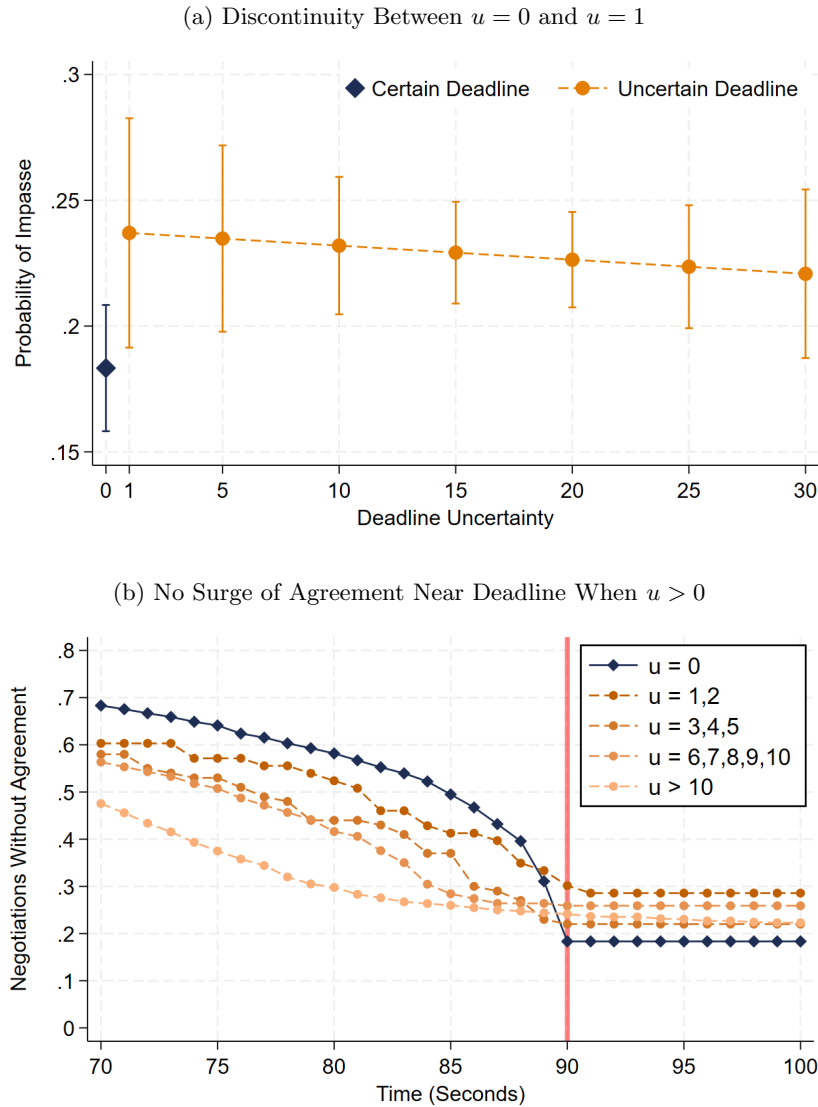 (a) Discontinuity Between u = 0 and u = 1
.3
.25
.2
.15
Probability of Impasse
Certain Deadline
Uncertain Deadline
0 1 5 10 15 20 25 30
Deadline Uncertainty
(b) No Surge of Agreement Near Deadline When u > 0
.8
.7
.6
.5
.4
.3
.2
.1
0
Negotiations Without Agreement
u = 0
u = 1,2
u = 3,4,5
u = 6,7,8,9,10
u > 10
70 75 80 85 90 95 100
Time (Seconds)